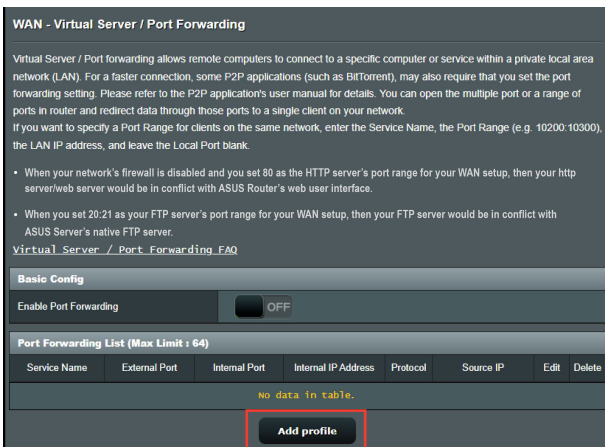 WAN - Virtual Server / Port Forwarding
Virtual Server / Port forwarding allows remote computers to connect to a specific computer or service within a private local area
network (LAN). For a faster connection, some P2P applications (such as BitTorrent), may also require that you set the port
forwarding setting. Please refer to the P2P application's user manual for details. You can open the multiple port or a range of
ports in router and redirect data through those ports to a single client on your network.
If you want to specify a Port Range for clients on the same network, enter the Service Name, the Port Range (e.g. 10200:10300),
the LAN IP address, and leave the Local Port blank.
• When your network's firewall is disabled and you set 80 as the HTTP server's port range for your WAN setup, then your http
server/web server would be in conflict with ASUS Router's web user interface.
• When you set 20:21 as your FTP server's port range for your WAN setup, then your FTP server would be in conflict with
ASUS Server's native FTP server.
Virtual Server / Port Forwarding FAQ
Basic Config
Enable Port Forwarding OFF
Port Forwarding List (Max Limit : 64)
Service Name External Port Internal Port Internal IP Address Protocol Source IP Edit Delete
No data in table.
Add profile